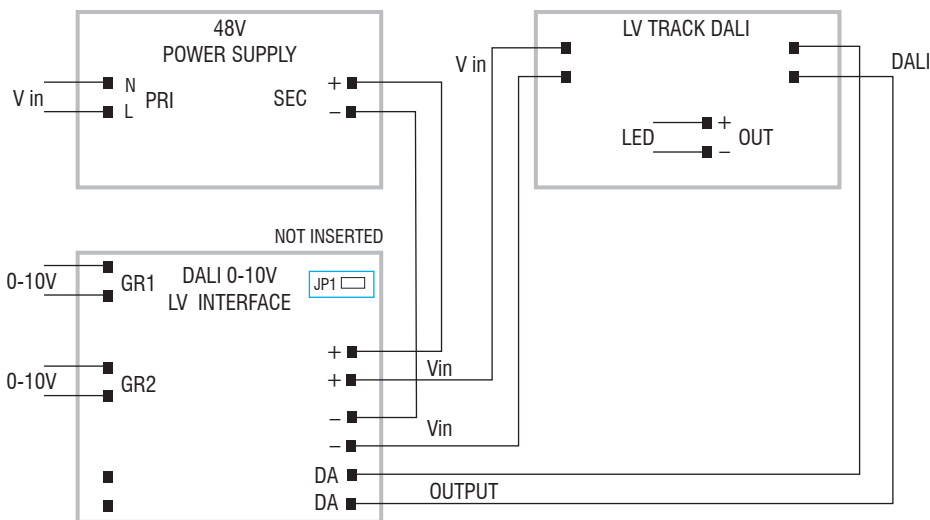 48V
POWER SUPPLY
V in
N
L
PRI
SEC
+
−
LV TRACK DALI
V in
DALI
LED
+
−
OUT
NOT INSERTED
0-10V
GR1
DALI 0-10V
LV INTERFACE
JP1
0-10V
GR2
+
+
Vin
−
−
Vin
DA
DA
OUTPUT